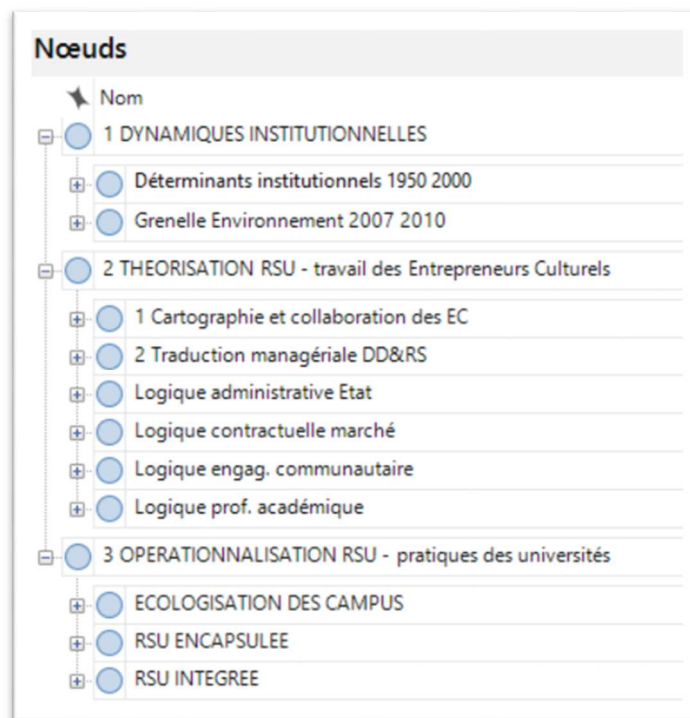 Nœuds
Nom
1 DYNAMIQUES INSTITUTIONNELLES
Déterminants institutionnels 1950 2000
Grenelle Environnement 2007 2010
2 THEORISATION RSU - travail des Entrepreneurs Culturels
1 Cartographie et collaboration des EC
2 Traduction managériale DD&RS
Logique administrative Etat
Logique contractuelle marché
Logique engag. communautaire
Logique prof. académique
3 OPERATIONNALISATION RSU - pratiques des universités
ECOLOGISATION DES CAMPUS
RSU ENCAPSULEE
RSU INTEGREE